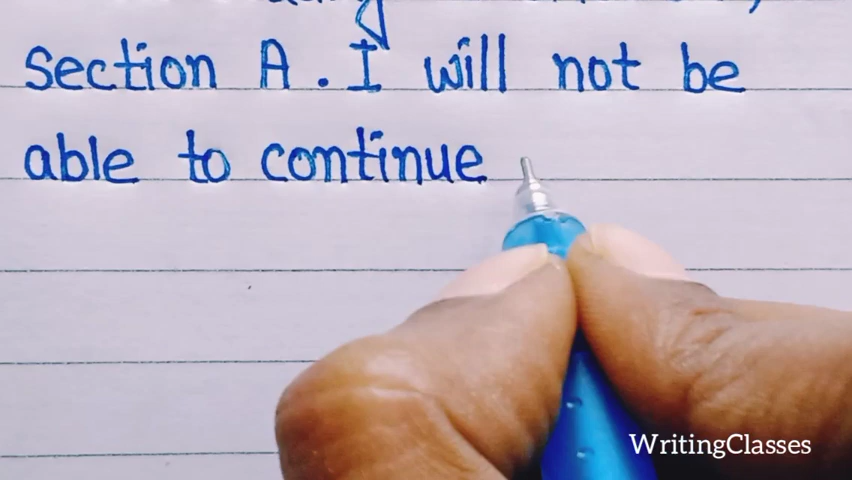 section A. I will not be
able to continue
WritingClasses